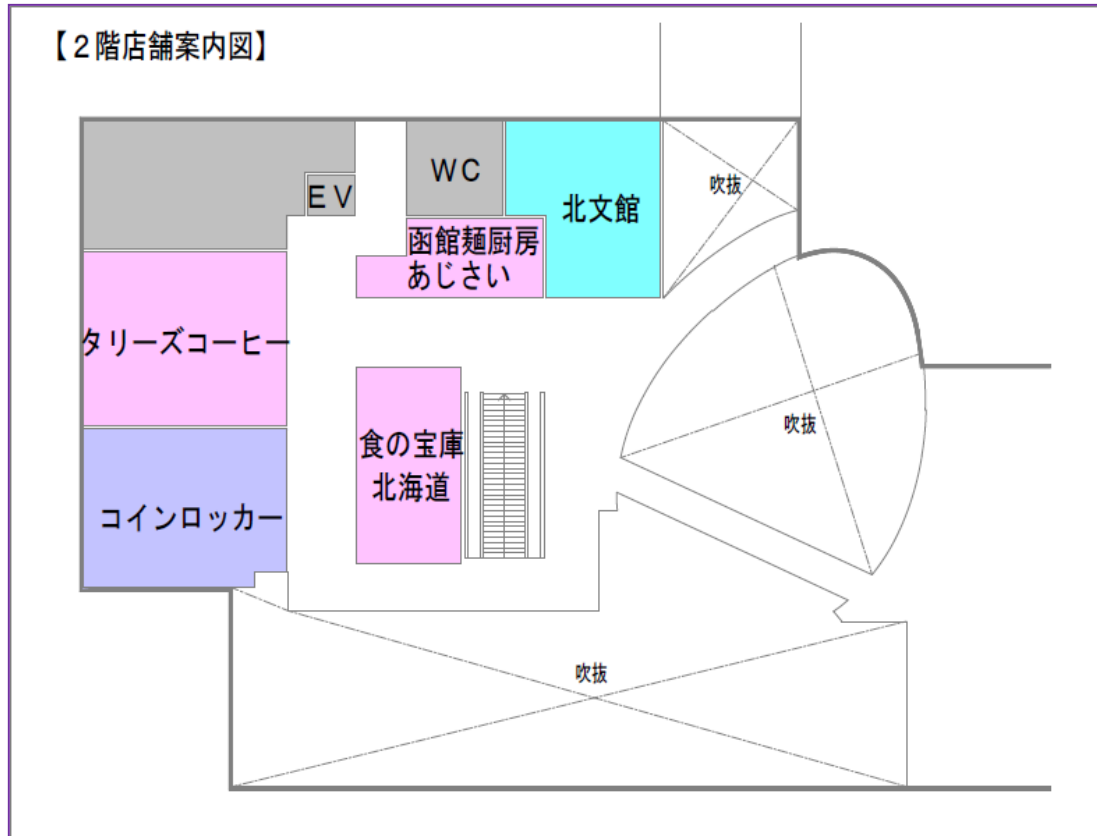 【２階店舗案内図】
ＷＣ
ＥＶ
北文館
吹抜
函館麺厨房
あじさい
タリーズコーヒー
吹抜
食の宝庫
北海道
コインロッカー
吹抜